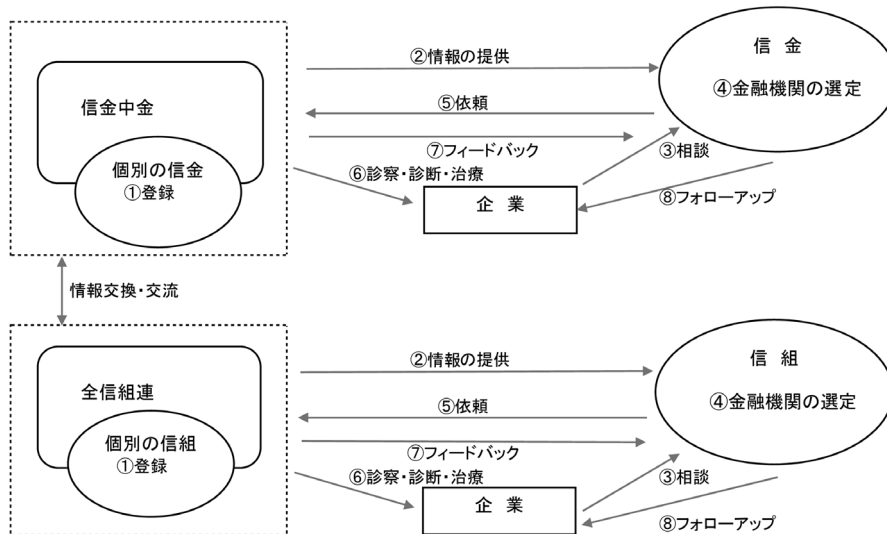 信金
②情報の提供
④金融機関の選定
信金中金
⑤依頼
⑦フィードバック
③相談
個別の信金
①登録
⑥診察・診断・治療
企業
⑧フォローアップ
情報交換・交流
信組
②情報の提供
全信組連
④金融機関の選定
⑤依頼
個別の信組
①登録
⑦フィードバック
⑥診察・診断・治療
③相談
企業
⑧フォローアップ